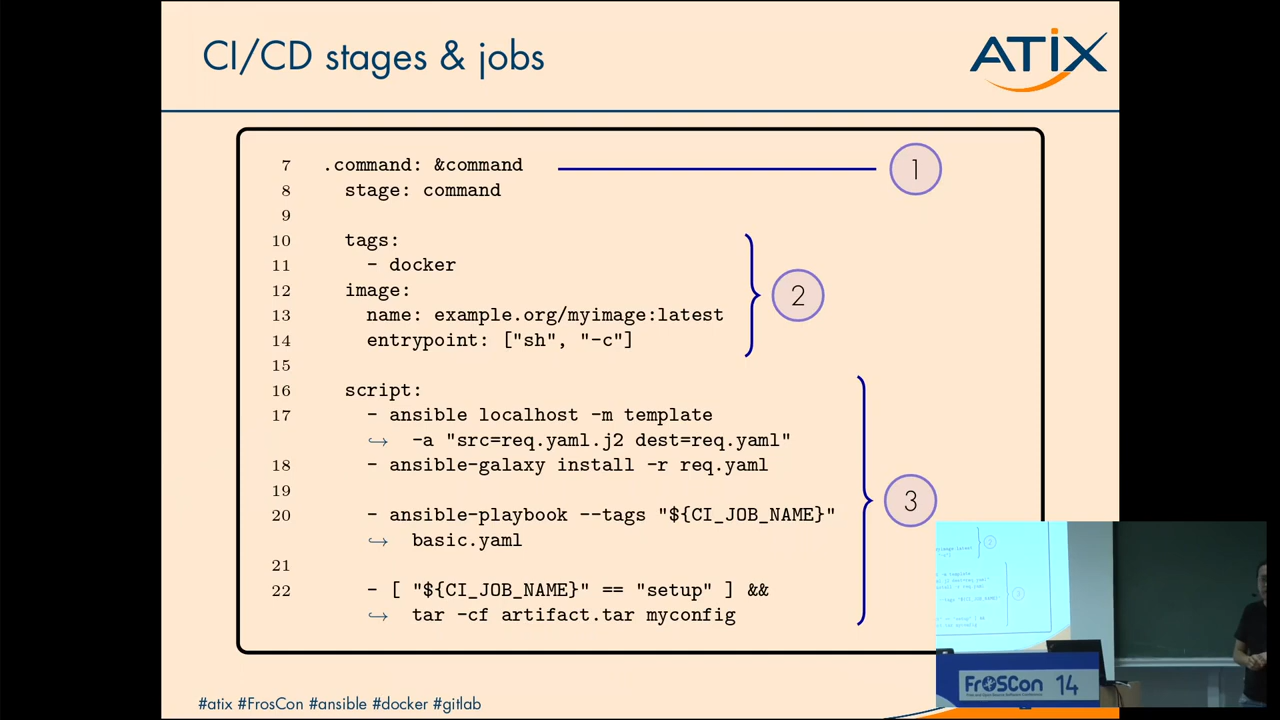 CI/CD stages & jobs
ATIX
7 .command: &command
1
8 stage: command
9
10 tags:
11 - docker
12 image:
2
13 name: example.org/myimage:latest
14 entrypoint: ["sh", "-c"]
15
16 script:
17 - ansible localhost -m template
↪ -a "src=req.yaml.j2 dest=req.yaml"
18 - ansible-galaxy install -r req.yaml
19
3
20 - ansible-playbook --tags "${CI_JOB_NAME}"
↪ basic.yaml
21
22 - [ "${CI_JOB_NAME}" == "setup" ] &&
↪ tar -cf artifact.tar myconfig
#atix #FrosCon #ansible #docker #gitlab
FrOSCon 14